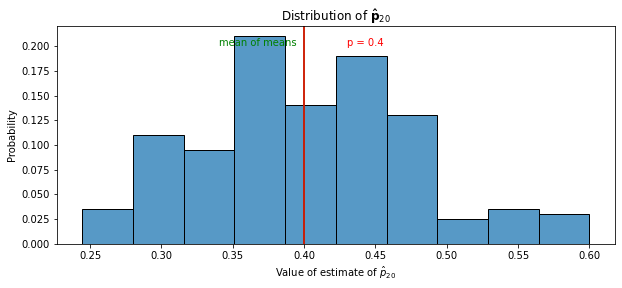 Distribution of p̂₂₀
mean of means
p = 0.4
Probability
0.200
0.175
0.150
0.125
0.100
0.075
0.050
0.025
0.000
0.25 0.30 0.35 0.40 0.45 0.50 0.55 0.60
Value of estimate of p̂₂₀